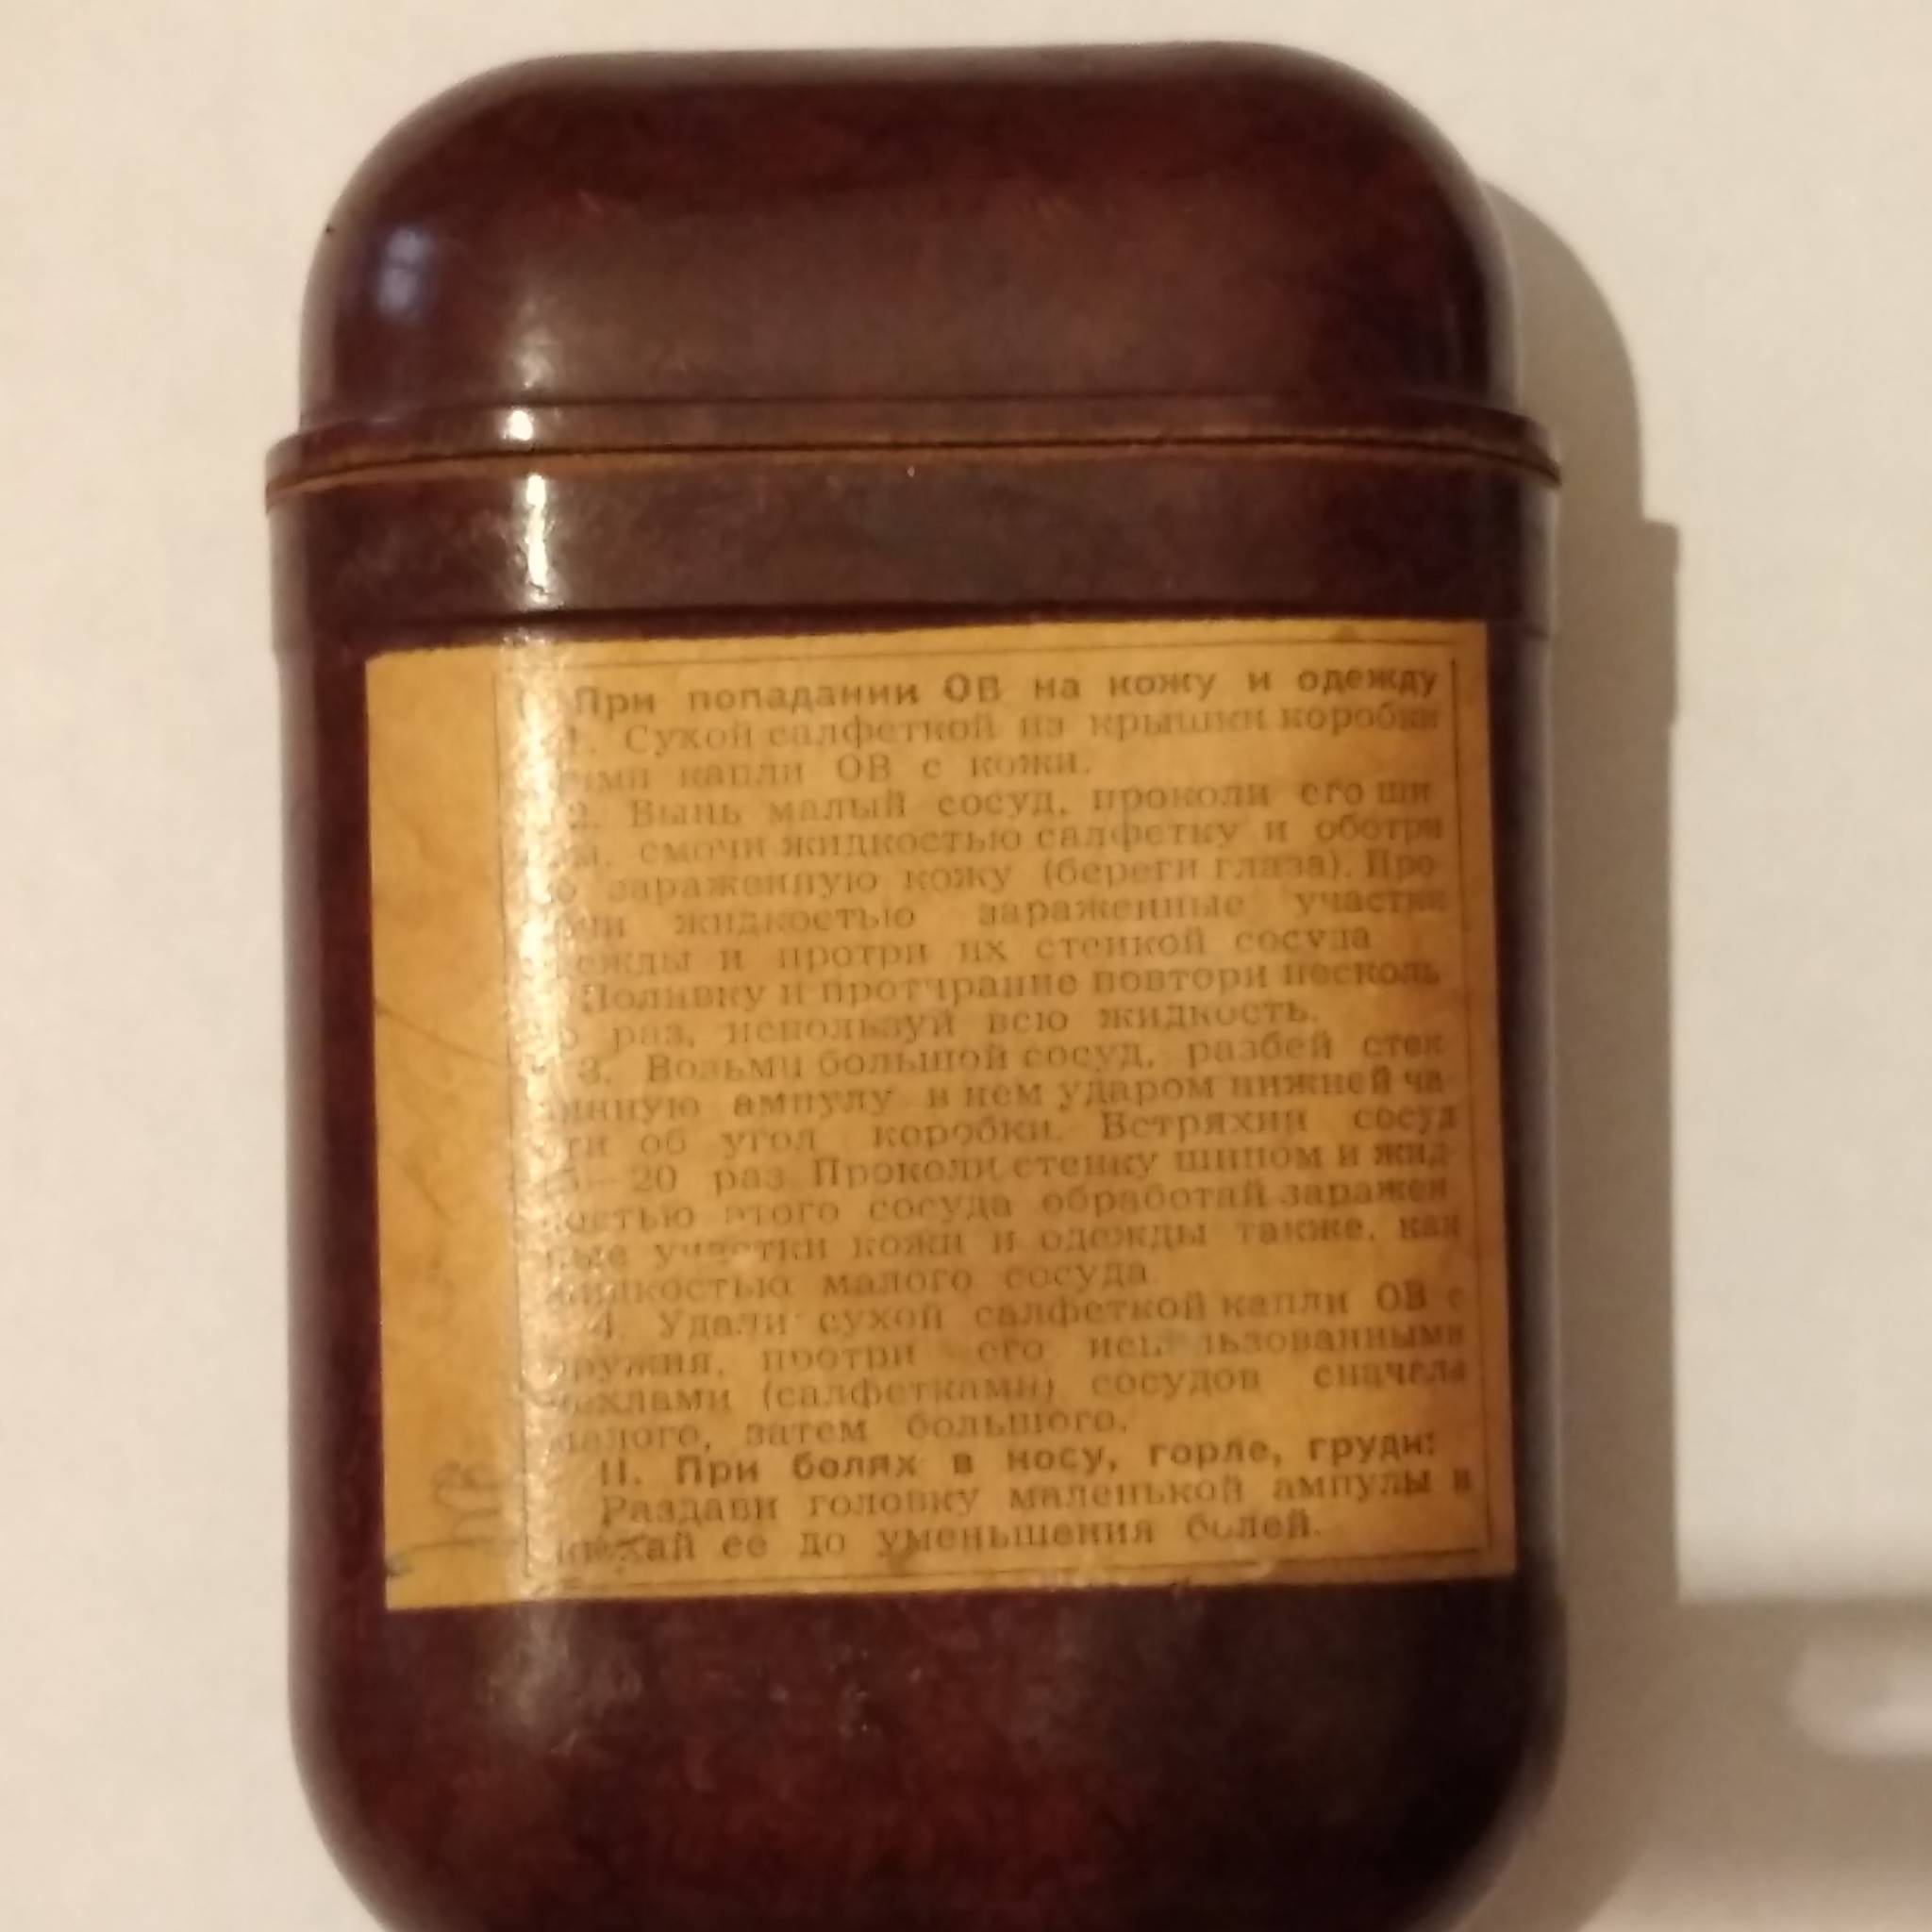 При попадании ОВ на кожу и одежду
1. Сухой салфеткой из крышки коробки
капли ОВ с кожи.
2. Вынь малый сосуд, проколи его ши
смочи жидкостью салфетку и оботри
зараженную кожу (береги глаза). Про-
жидкостью зараженные участки
и протри их стенкой сосуда
Поливку и протирание повтори несколь
раз, используй всю жидкость.
3. Возьми большой сосуд, разбей стек
ампулу в нем ударом нижней ча-
об угол коробки. Встряхни сосуд
20 раз. Проколи стенку шипом и жид-
этого сосуда обработай заражен
участки кожи и одежды также, как
жидкостью малого сосуда
4. Удали сухой салфеткой капли ОВ с
протри его использованными
(салфетками) сосудов сначала
малого, затем большого.
II. При болях в носу, горле, груди:
Раздави головку маленькой ампулы и
ее до уменьшения болей.